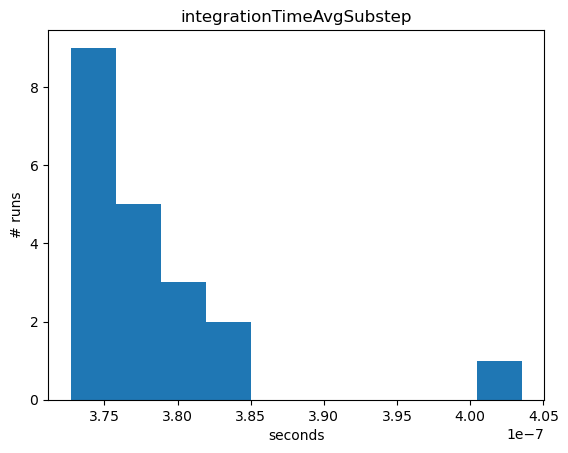 integrationTimeAvgSubstep
8
6
4
2
0
# runs
3.75 3.80 3.85 3.90 3.95 4.00 4.05
1e−7
seconds